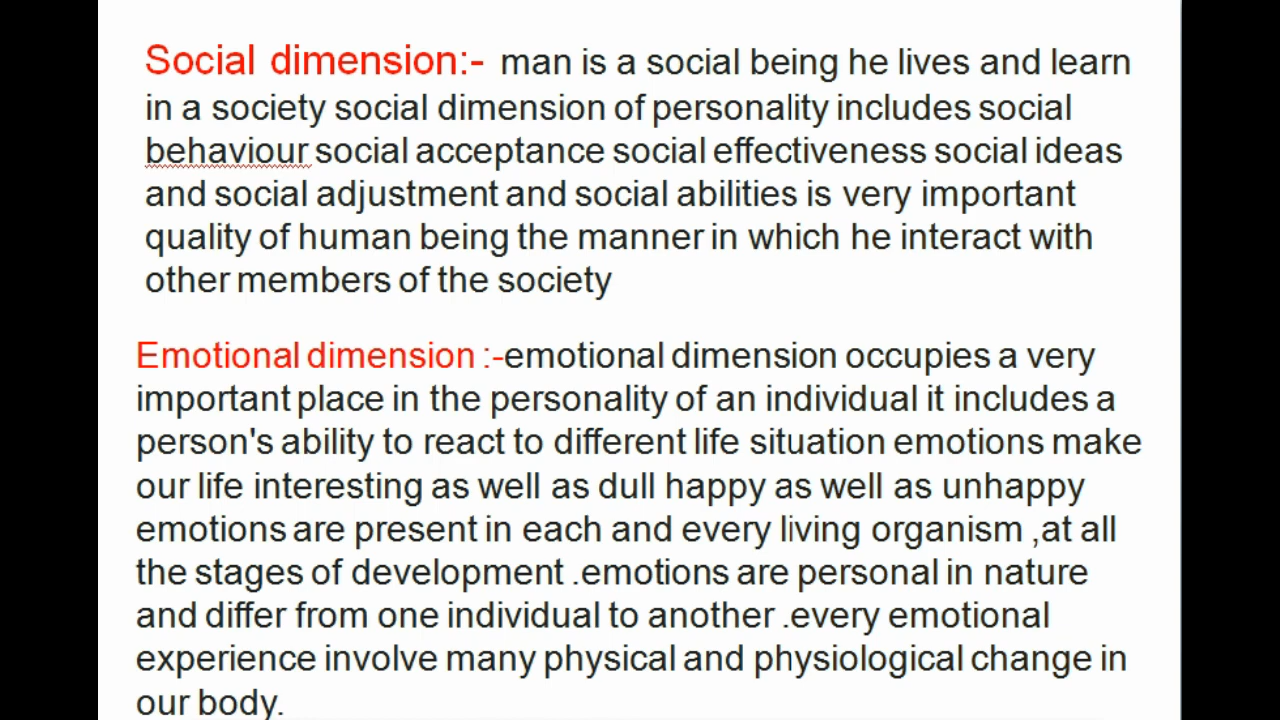 Social dimension:- man is a social being he lives and learn
in a society social dimension of personality includes social
behaviour social acceptance social effectiveness social ideas
and social adjustment and social abilities is very important
quality of human being the manner in which he interact with
other members of the society
Emotional dimension :-emotional dimension occupies a very
important place in the personality of an individual it includes a
person's ability to react to different life situation emotions make
our life interesting as well as dull happy as well as unhappy
emotions are present in each and every living organism ,at all
the stages of development .emotions are personal in nature
and differ from one individual to another .every emotional
experience involve many physical and physiological change in
our body.